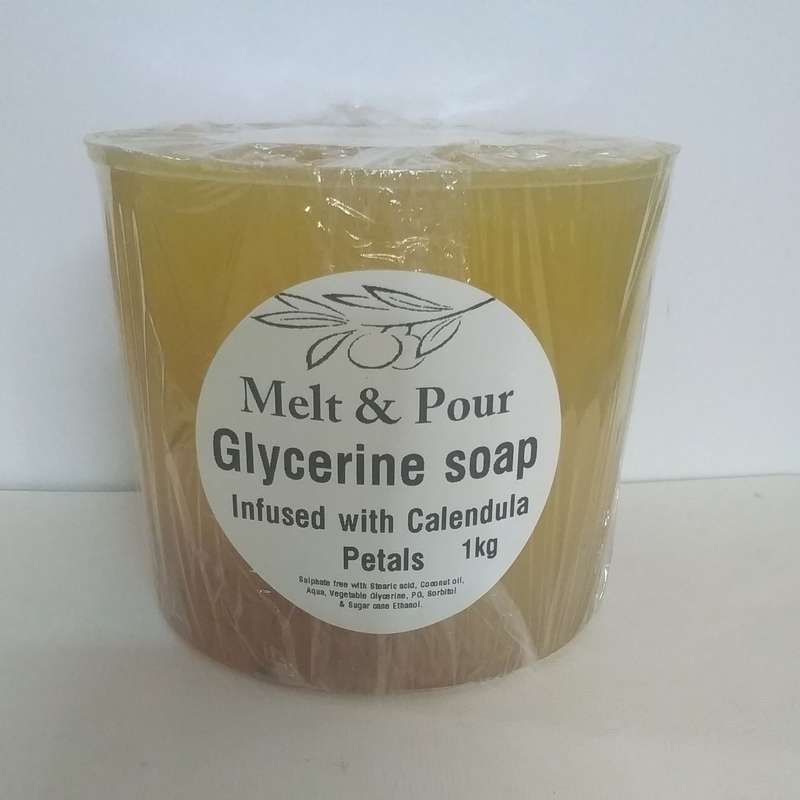 Melt & Pour
Glycerine soap
Infused with Calendula
Petals 1kg
Sulphate free with Stearic acid, Coconut oil,
Aqua, Vegetable Glycerine, PG, Sorbitol
& Sugar cane Ethanol.